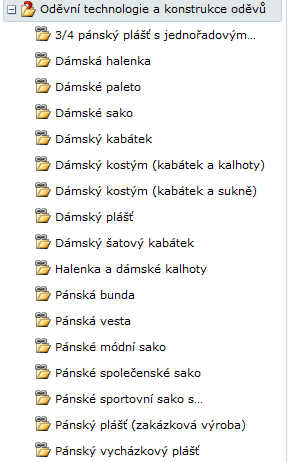 Oděvní technologie a konstrukce oděvů
3/4 pánský plášť s jednořadovým...
Dámská halenka
Dámské paleto
Dámské sako
Dámský kabátek
Dámský kostým (kabátek a kalhoty)
Dámský kostým (kabátek a sukně)
Dámský plášť
Dámský šatový kabátek
Halenka a dámské kalhoty
Pánská bunda
Pánská vesta
Pánské módní sako
Pánské společenské sako
Pánské sportovní sako s...
Pánský plášť (zakázková výroba)
Pánský vycházkový plášť